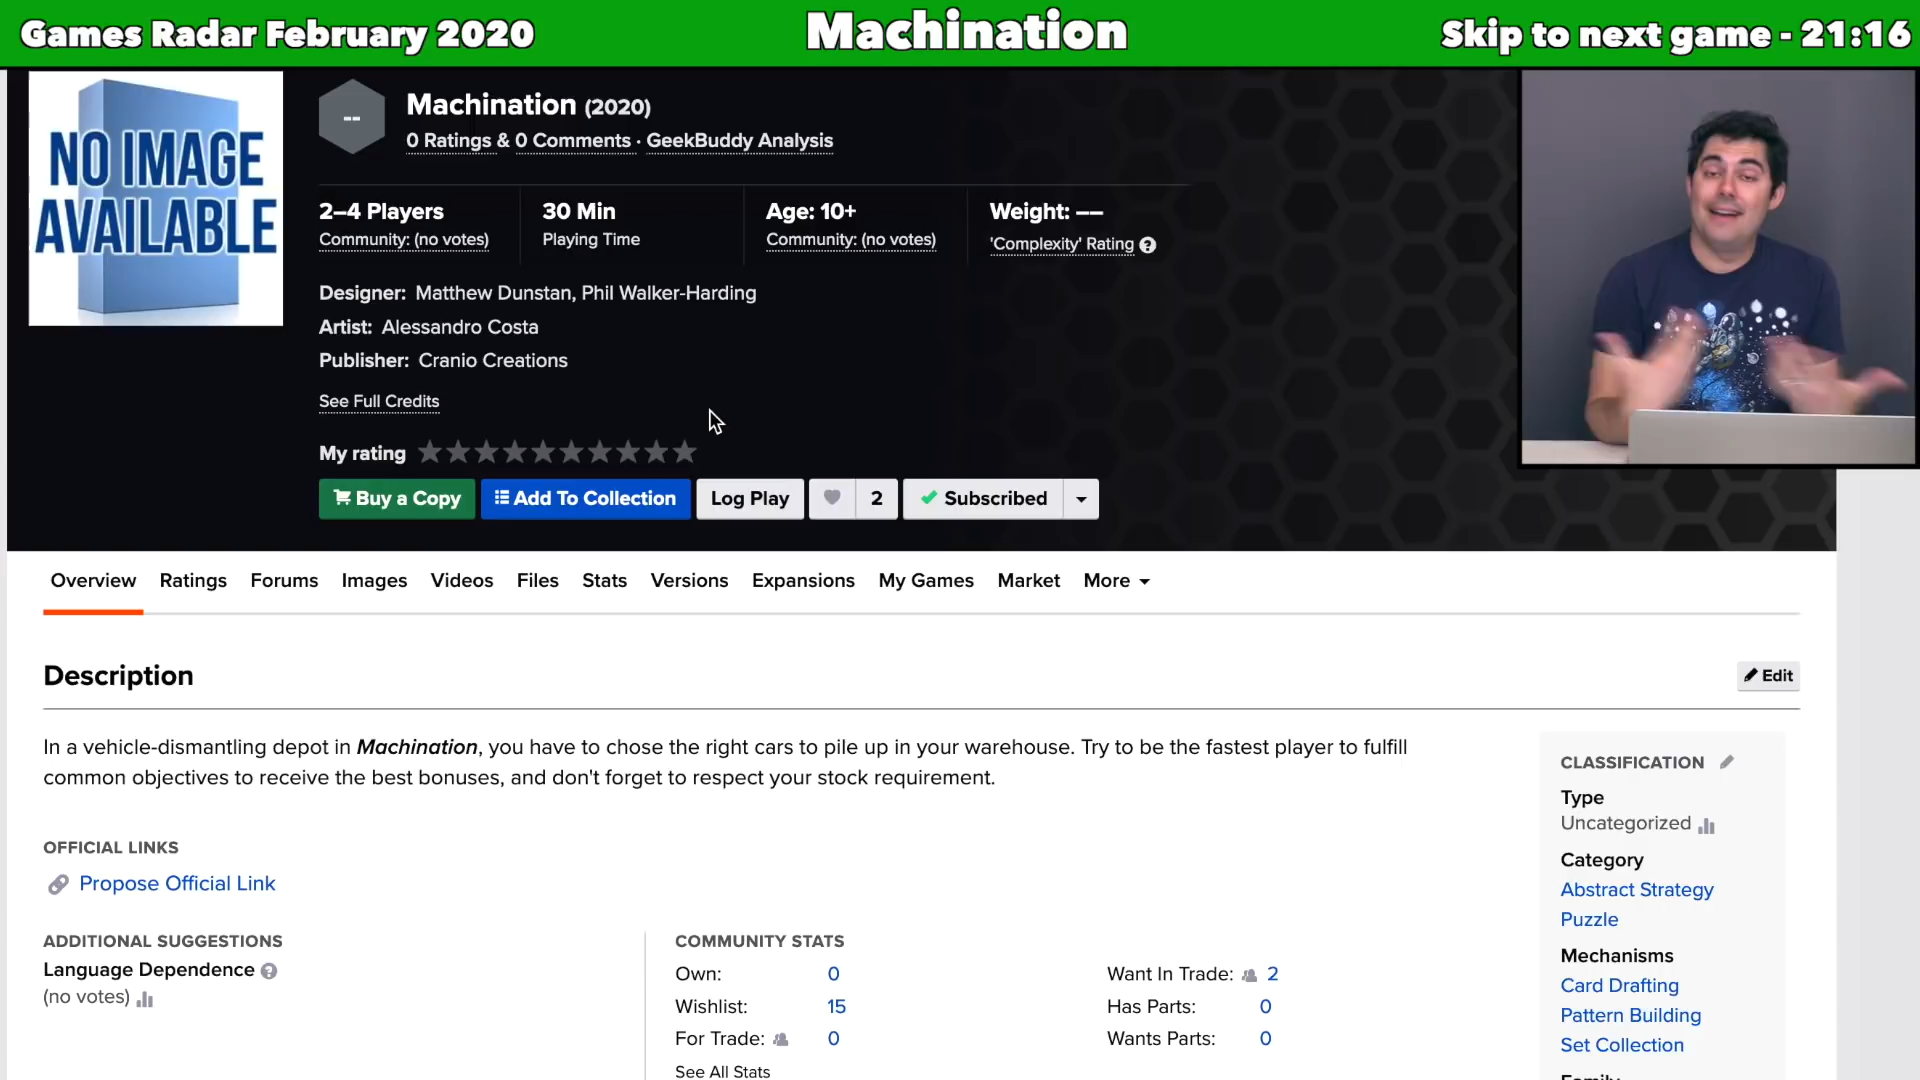 Games Radar February 2020
Machination
Skip to next game - 21:16
NO IMAGE
AVAILABLE
--
Machination (2020)
0 Ratings & 0 Comments · GeekBuddy Analysis
2–4 Players
Community: (no votes)
30 Min
Playing Time
Age: 10+
Community: (no votes)
Weight: ––
'Complexity' Rating ?
Designer: Matthew Dunstan, Phil Walker-Harding
Artist: Alessandro Costa
Publisher: Cranio Creations
See Full Credits
My rating
Buy a Copy
Add To Collection
Log Play
2
Subscribed
Overview Ratings Forums Images Videos Files Stats Versions Expansions My Games Market More
Description
Edit
In a vehicle-dismantling depot in Machination, you have to chose the right cars to pile up in your warehouse. Try to be the fastest player to fulfill
common objectives to receive the best bonuses, and don't forget to respect your stock requirement.
OFFICIAL LINKS
Propose Official Link
ADDITIONAL SUGGESTIONS
Language Dependence ?
(no votes)
COMMUNITY STATS
Own: 0
Wishlist: 15
For Trade: 0
See All Stats
Want In Trade: 2
Has Parts: 0
Wants Parts: 0
CLASSIFICATION
Type
Uncategorized
Category
Abstract Strategy
Puzzle
Mechanisms
Card Drafting
Pattern Building
Set Collection